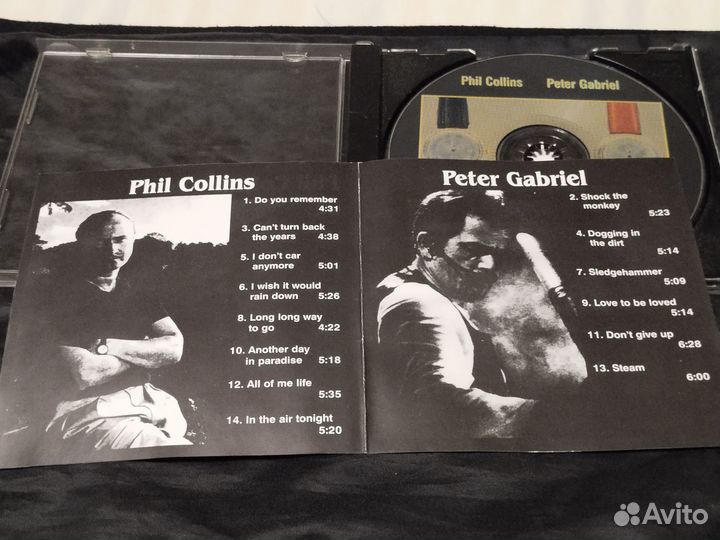 Phil Collins Peter Gabriel
Phil Collins
1. Do you remember
4:31
3. Can't turn back
the years 4:38
5. I don't car
anymore 5:01
6. I wish it would
rain down 5:26
8. Long long way
to go 4:22
10. Another day
in paradise 5:18
12. All of me life
5:35
14. In the air tonight
5:20
Peter Gabriel
2. Shock the
monkey
5:23
4. Dogging in
the dirt
5:14
7. Sledgehammer
5:09
9. Love to be loved
5:14
11. Don't give up
6:28
13. Steam
6:00
Avito